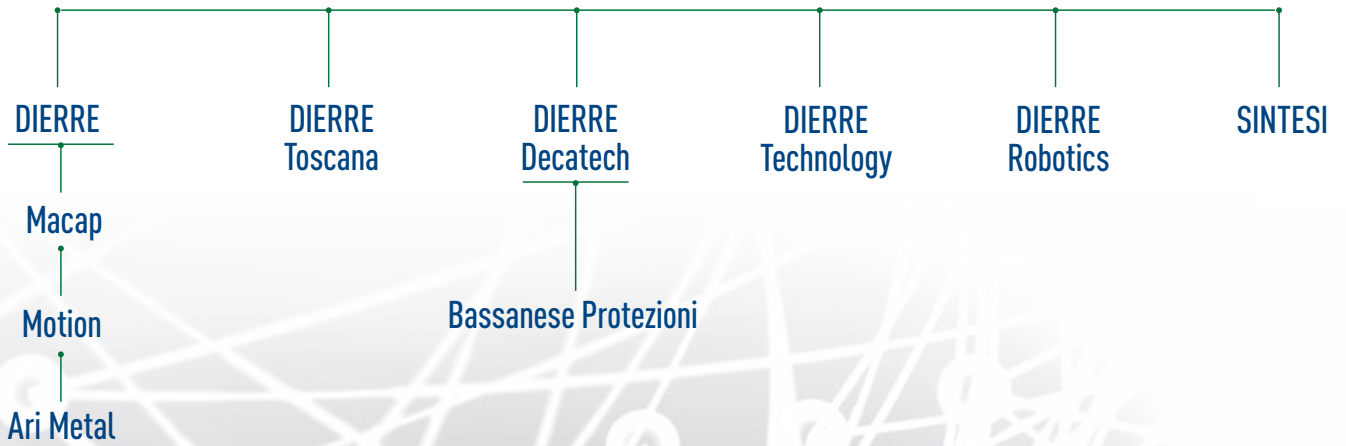 DIERRE
DIERRE
Toscana
DIERRE
Decatech
DIERRE
Technology
DIERRE
Robotics
SINTESI
Macap
Motion
Bassanese Protezioni
Ari Metal